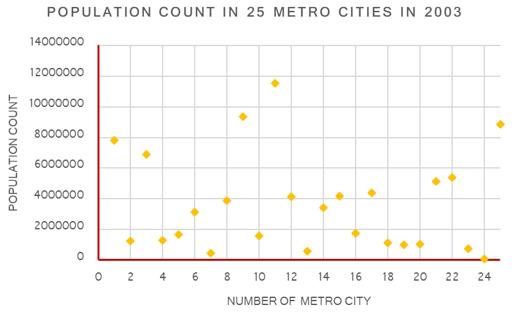 POPULATION COUNT IN 25 METRO CITIES IN 2003
14000000
12000000
10000000
8000000
6000000
4000000
2000000
0
POPULATION COUNT
0 2 4 6 8 10 12 14 16 18 20 22 24
NUMBER OF METRO CITY